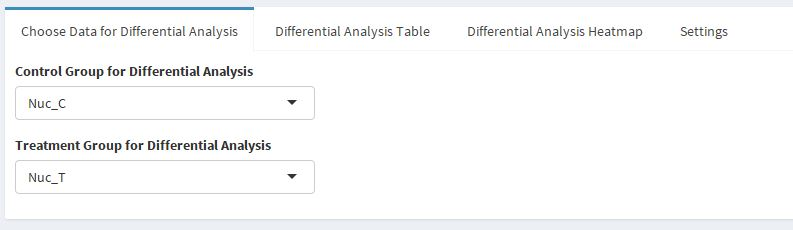 Choose Data for Differential Analysis Differential Analysis Table Differential Analysis Heatmap Settings
Control Group for Differential Analysis
Nuc_C
Treatment Group for Differential Analysis
Nuc_T